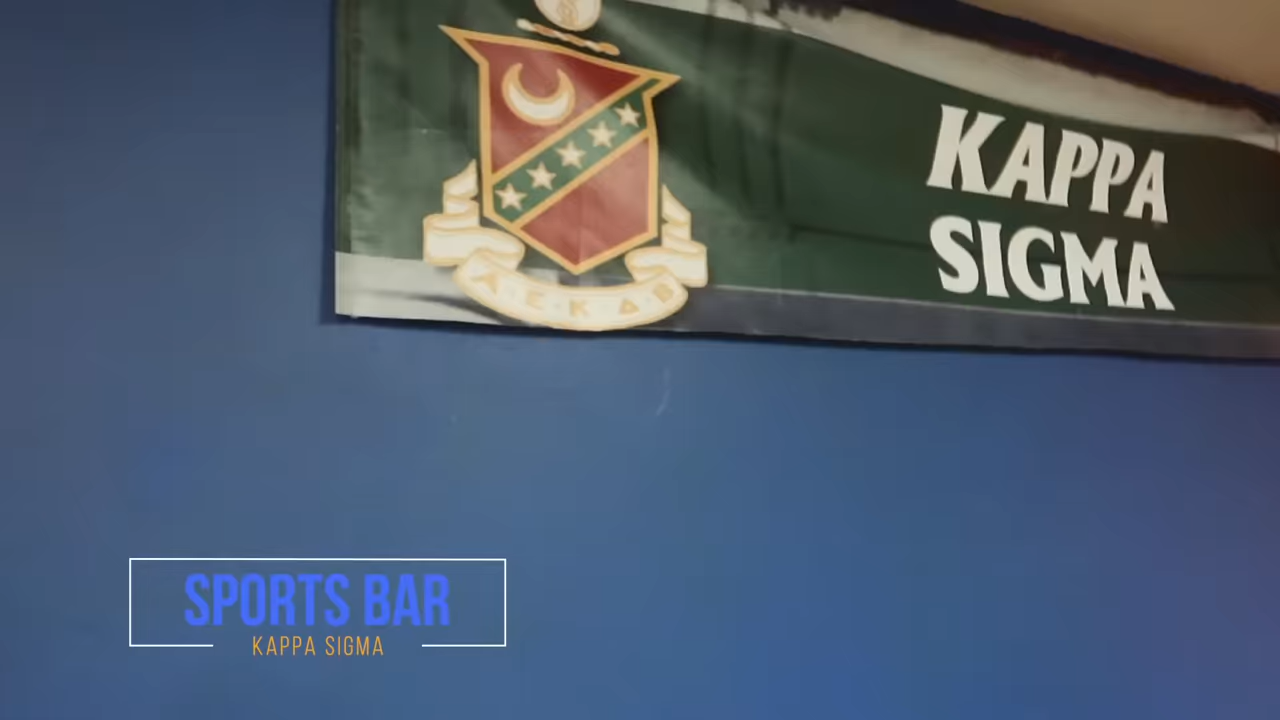 KAPPA
SIGMA
Α Ε Κ Δ Β
SPORTS BAR
KAPPA SIGMA